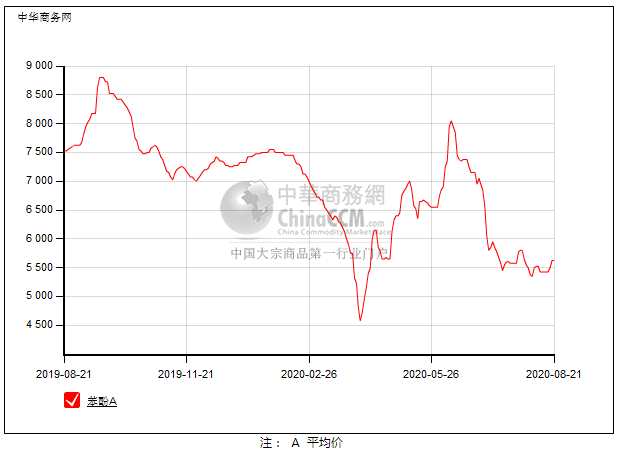 中华商务网
9 000
8 500
8 000
7 500
7 000
6 500
6 000
5 500
5 000
4 500
中華商務網
ChinaCCM.com
China Commodity Marketplace
中国大宗商品第一行业门户
2019-08-21
2019-11-21
2020-02-26
2020-05-26
2020-08-21
苯酚A
注： A 平均价